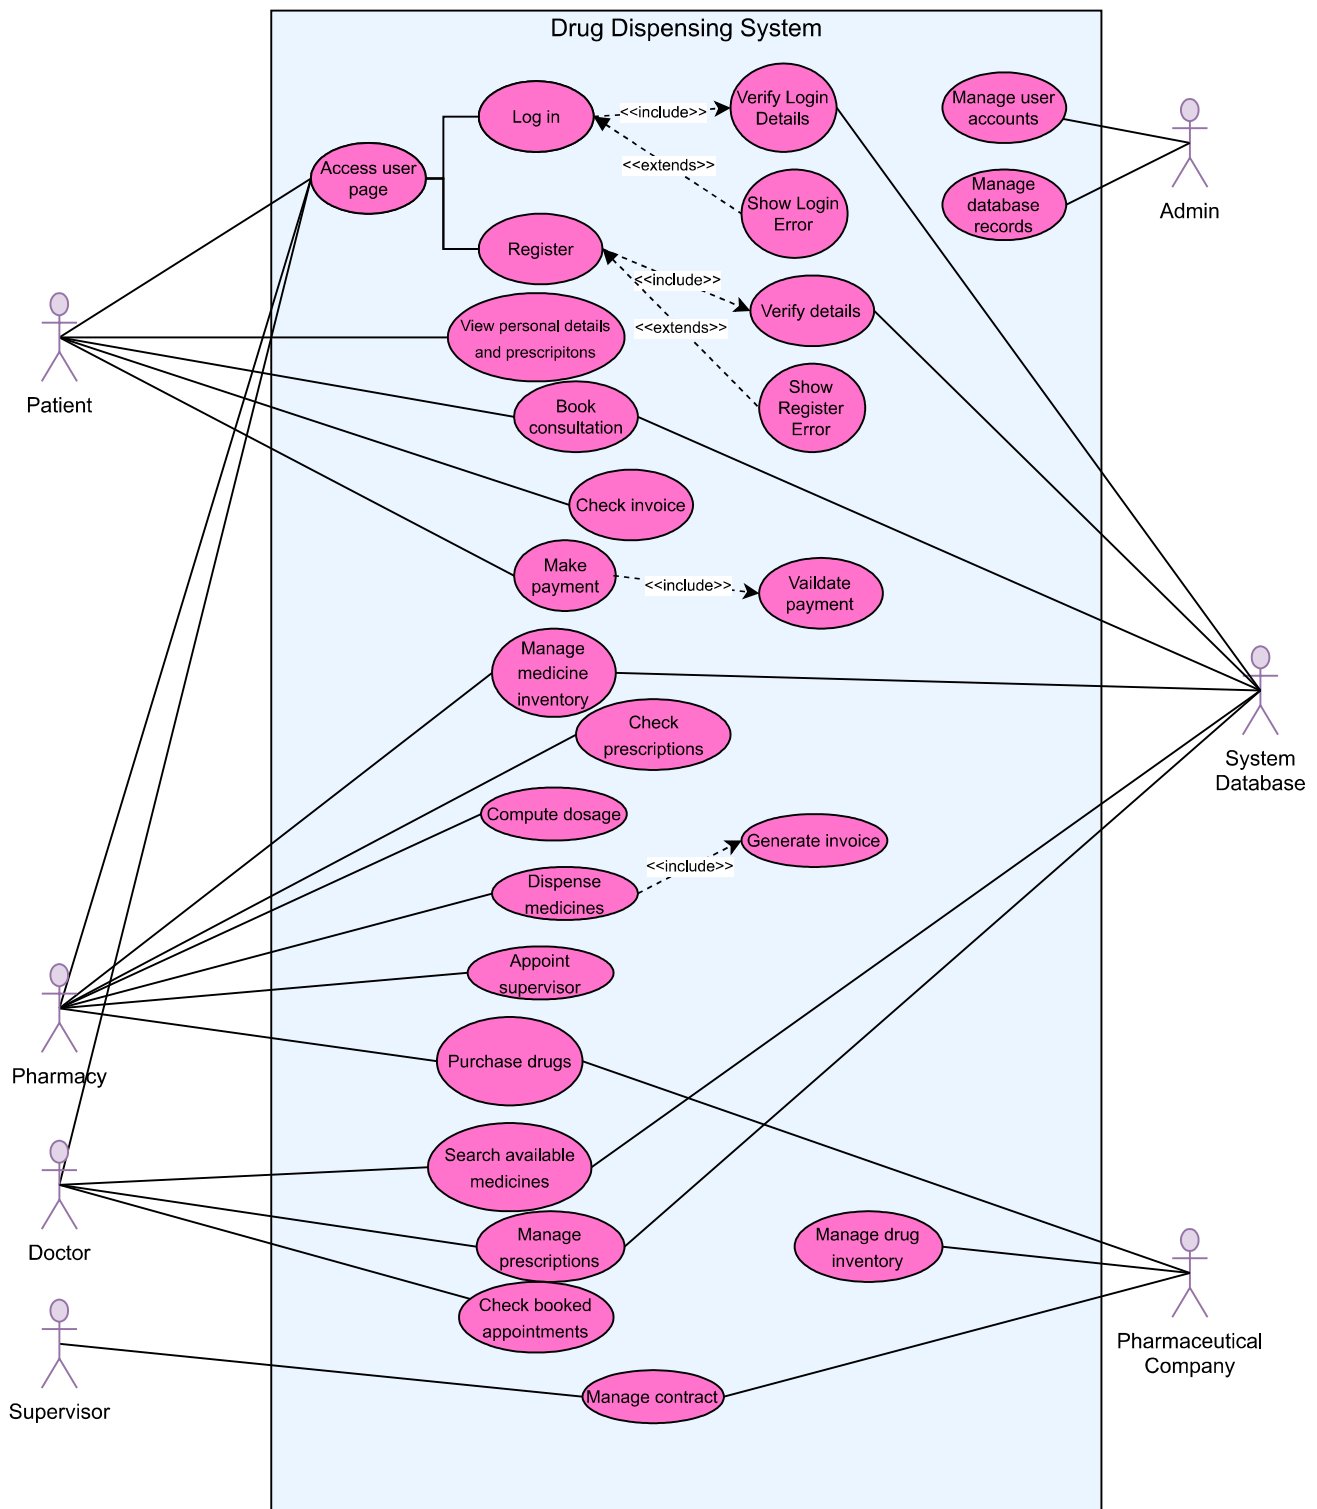 Drug Dispensing System
Log in
<<include>>
Verify Login
Details
Manage user
accounts
Access user
page
<<extends>>
Show Login
Error
Manage
database
records
Admin
Register
<<include>>
Verify details
View personal details
and prescripitons
<<extends>>
Patient
Book
consultation
Show
Register
Error
Check invoice
Make
payment
<<include>>
Vaildate
payment
Manage
medicine
inventory
Check
prescriptions
System
Database
Compute dosage
Generate invoice
<<include>>
Dispense
medicines
Appoint
supervisor
Pharmacy
Purchase drugs
Search available
medicines
Doctor
Manage
prescriptions
Manage drug
inventory
Check booked
appointments
Pharmaceutical
Company
Manage contract
Supervisor